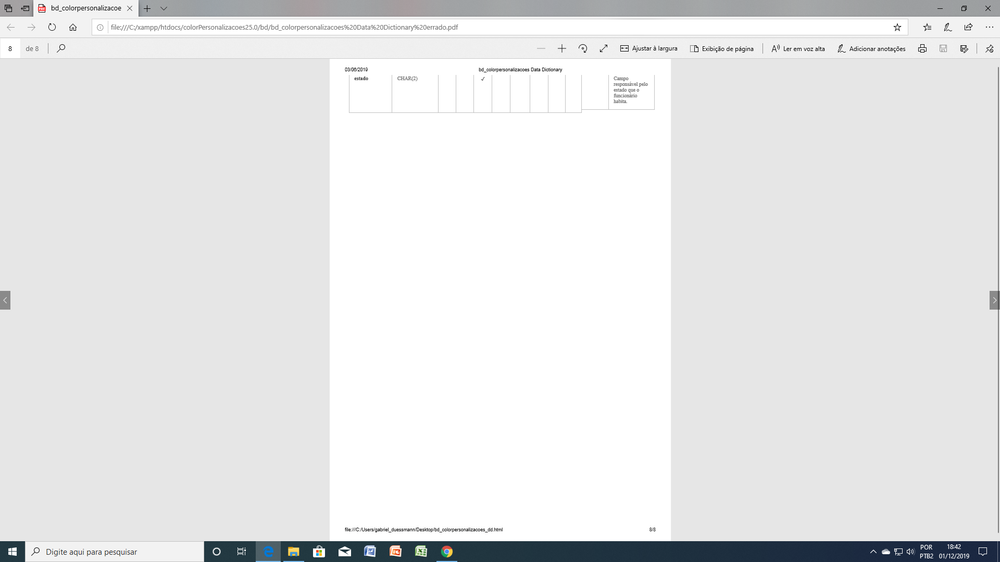 bd_colorpersonalizacoe
file:///C:/xampp/htdocs/colorPersonalizacoes25.0/bd/bd_colorpersonalizacoes%20Data%20Dictionary%20errado.pdf
8 de 8
Ajustar à largura
Exibição de página
Ler em voz alta
Adicionar anotações
03/06/2019
bd_colorpersonalizacoes Data Dictionary
estado
CHAR(2)
✓
Campo
responsável pelo
estado que o
funcionário
habita.
file:///C:/Users/gabriel_duessmann/Desktop/bd_colorpersonalizacoes_dd.html
8/8
Digite aqui para pesquisar
POR
PTB2
18:42
01/12/2019